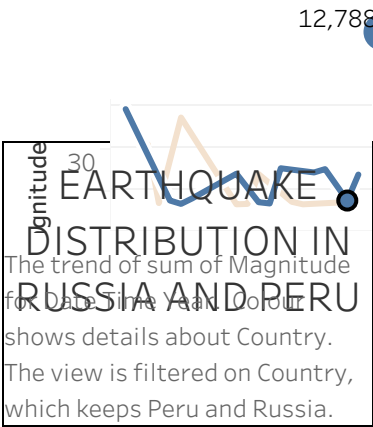 12,788
gnitude
30
EARTHQUAKE
DISTRIBUTION IN
RUSSIA AND PERU
The trend of sum of Magnitude
for Date Time Year. Colour
shows details about Country.
The view is filtered on Country,
which keeps Peru and Russia.